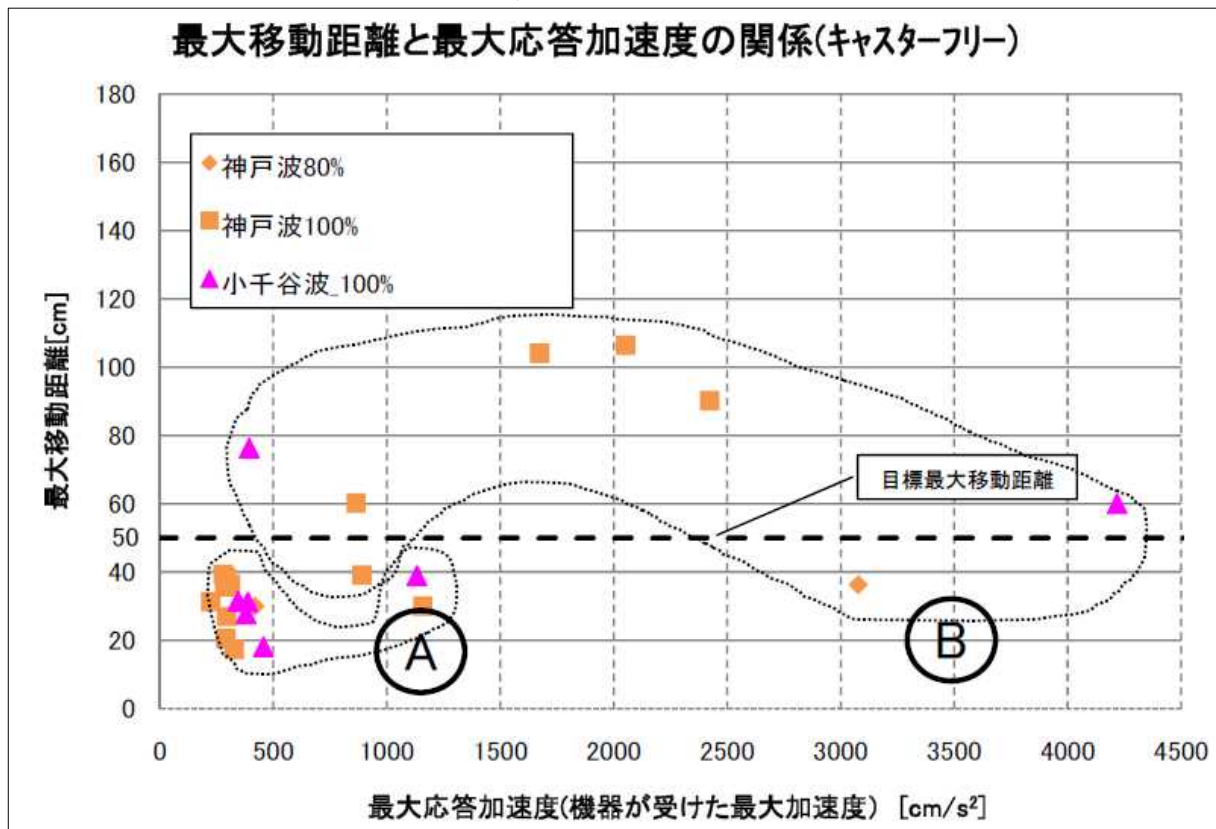 最大移動距離と最大応答加速度の関係(キャスターフリー)
180
160
140
120
100
80
60
50
40
20
0
最大移動距離[cm]
神戸波80%
神戸波100%
小千谷波_100%
目標最大移動距離
A
B
0 500 1000 1500 2000 2500 3000 3500 4000 4500
最大応答加速度(機器が受けた最大加速度) [cm/s²]